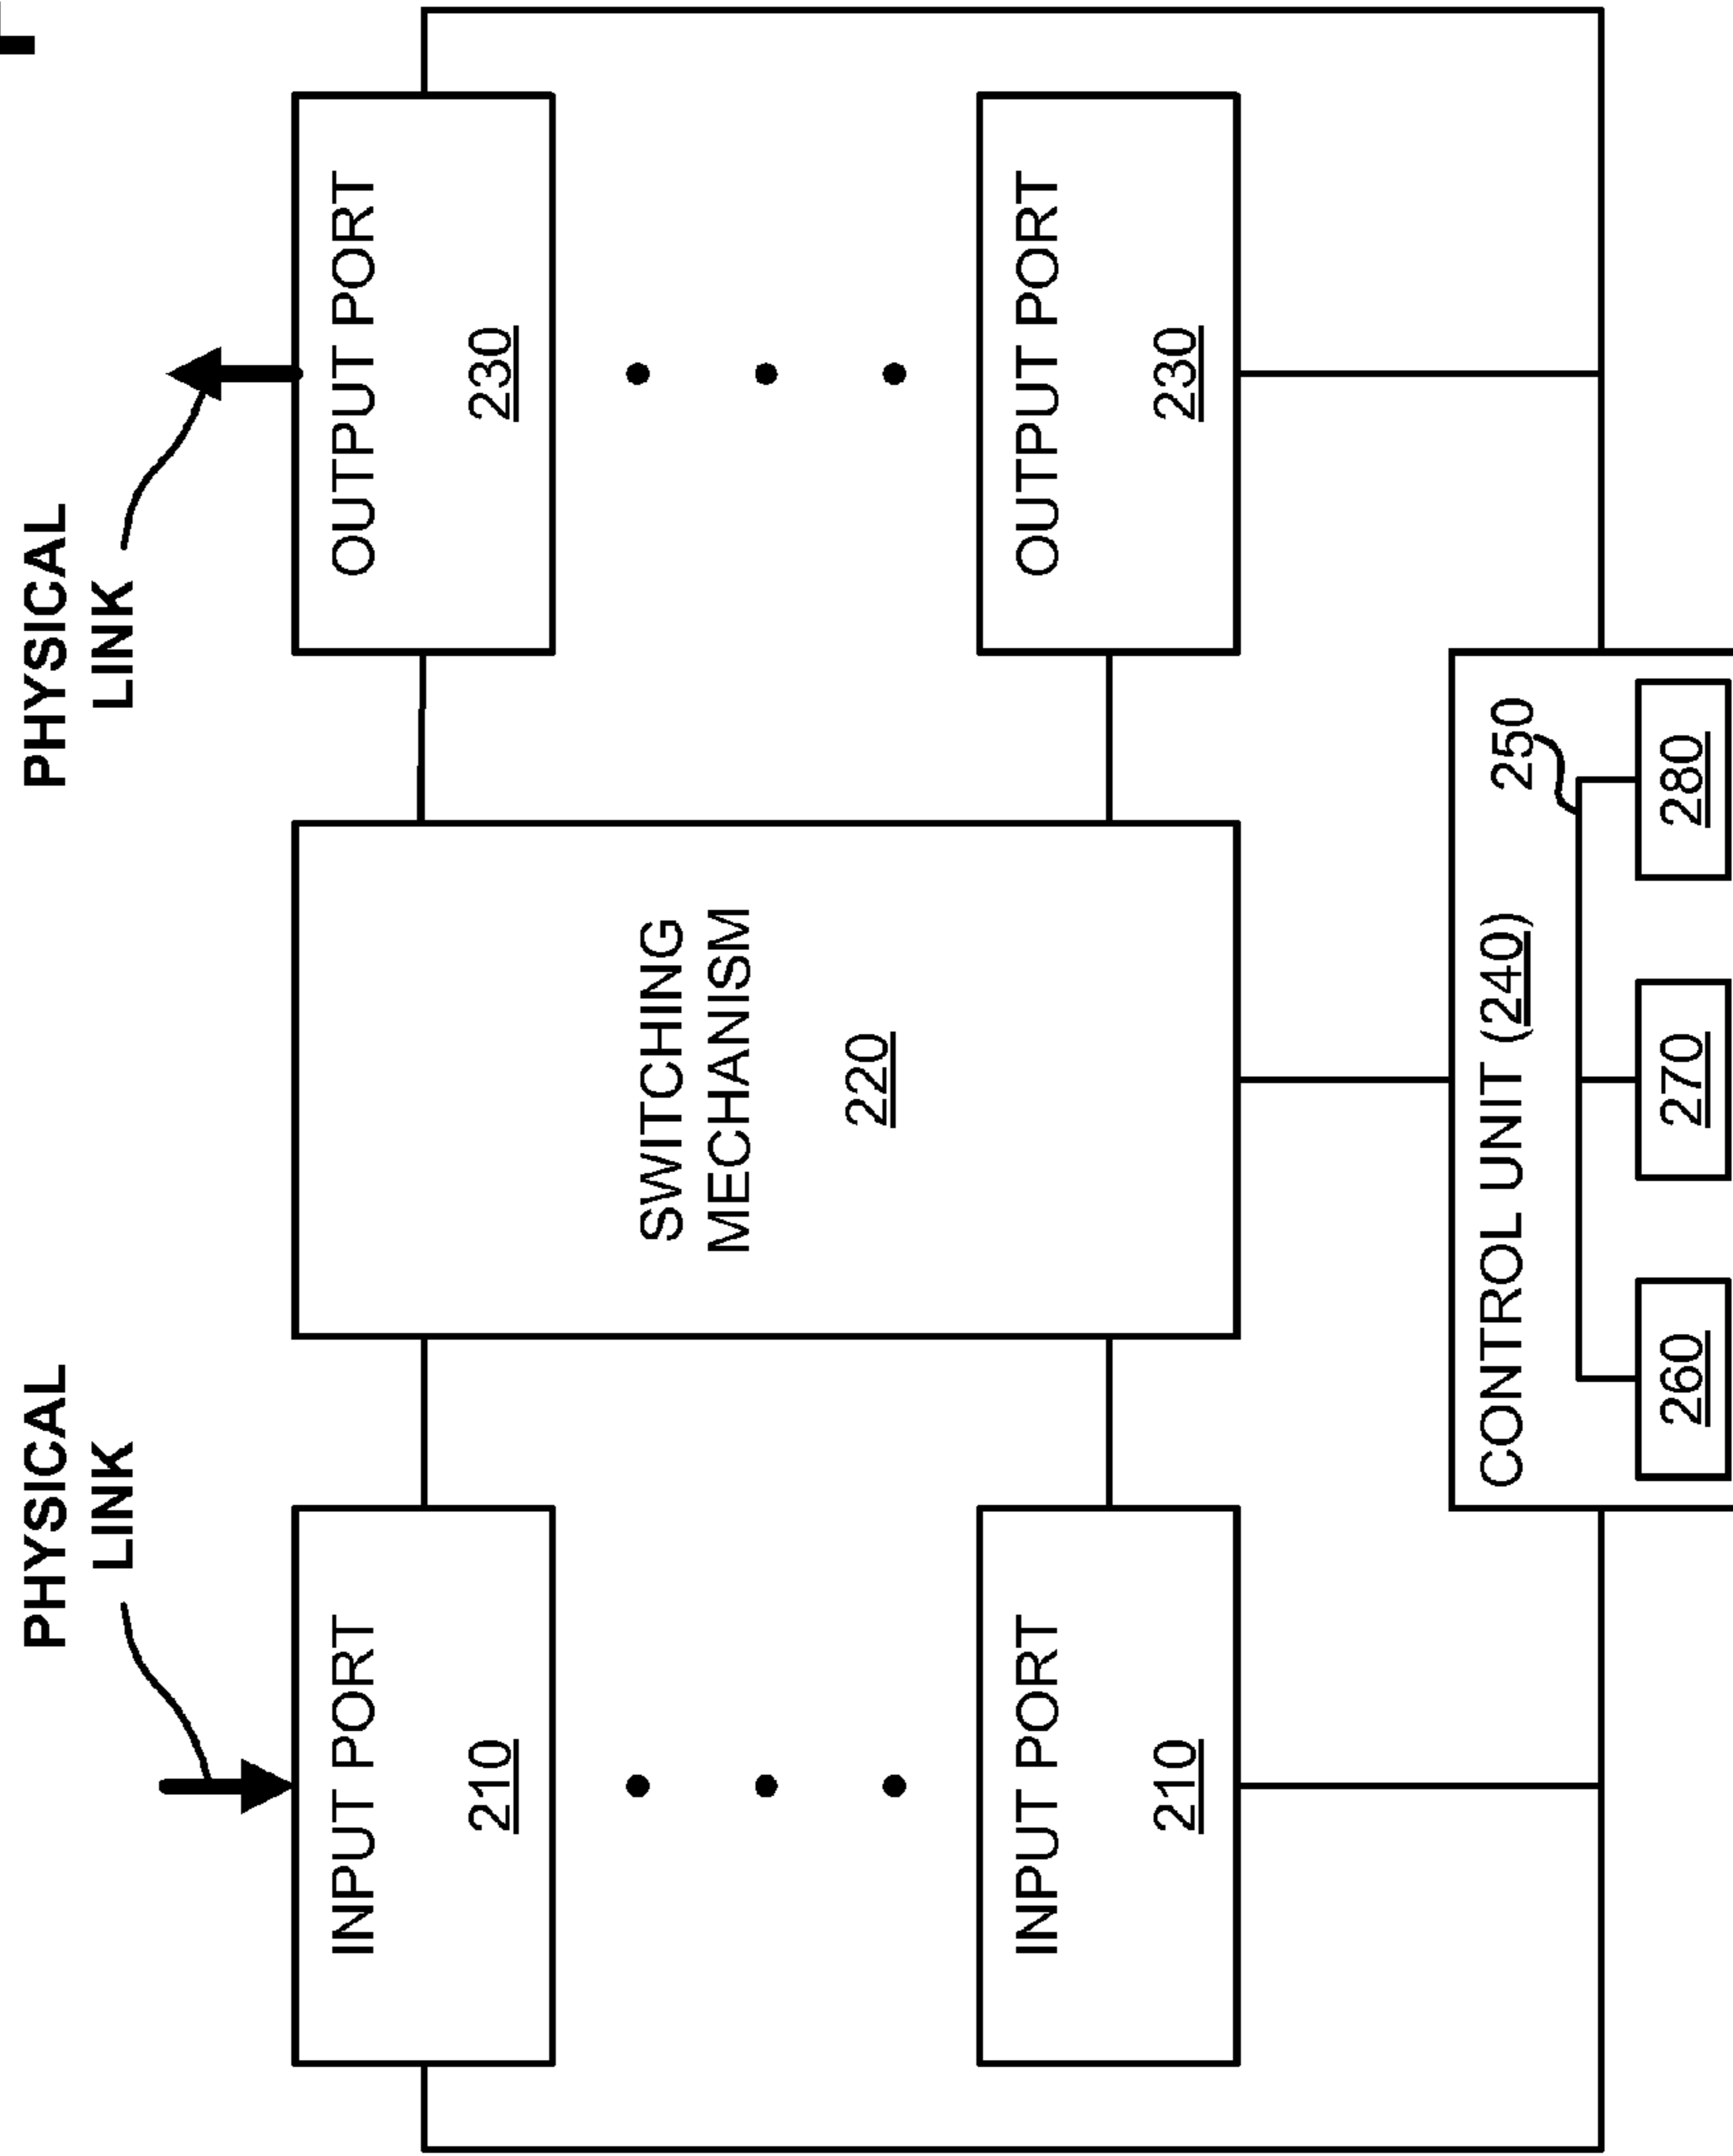 PHYSICAL
LINK
PHYSICAL
LINK
INPUT PORT
210
OUTPUT PORT
230
SWITCHING
MECHANISM
220
INPUT PORT
210
OUTPUT PORT
230
CONTROL UNIT (240)
250
260
270
280